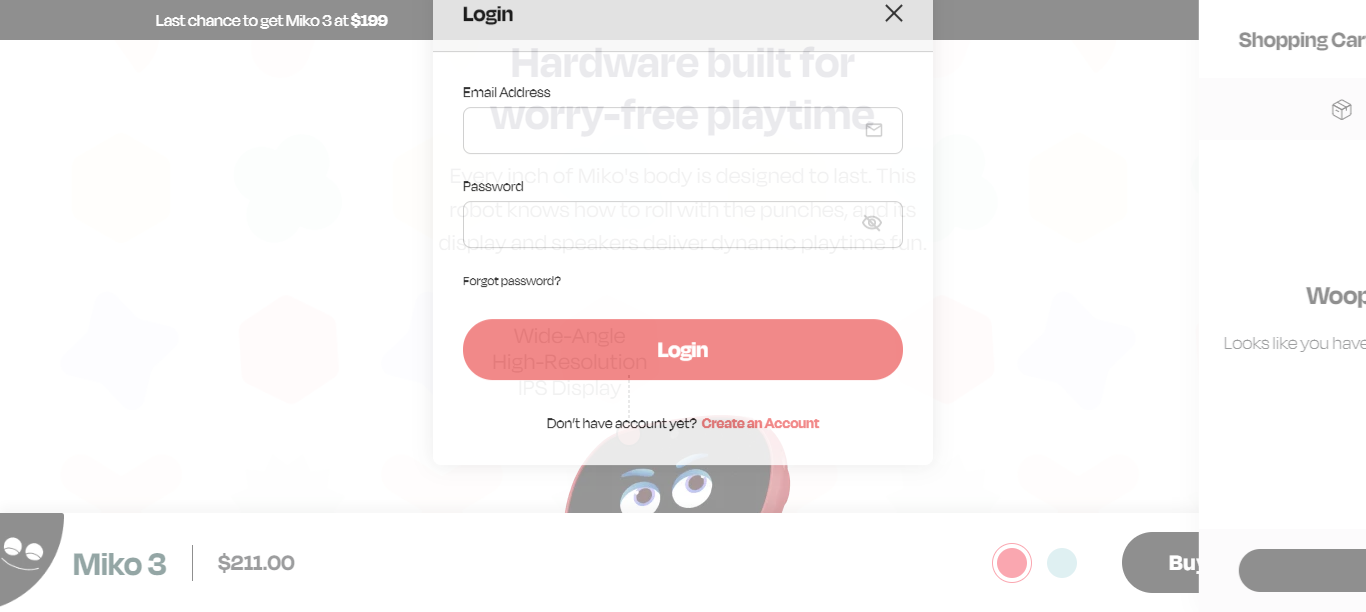 Last chance to get Miko 3 at $199
Login
Shopping Car
Hardware built for
worry-free playtime
Email Address
Every inch of Miko's body is designed to last. This
robot knows how to roll with the punches, and its
display and speakers deliver dynamic playtime fun.
Password
Forgot password?
Wide-Angle
High-Resolution
IPS Display
Login
Don't have account yet? Create an Account
Woop
Looks like you have
Miko 3
$211.00
Buy